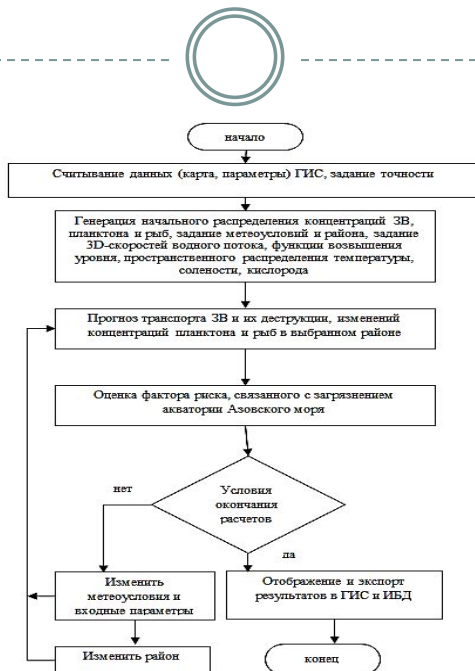 начало
Считывание данных (карта, параметры) ГИС, задание точности
Генерация начального распределения концентраций ЗВ,
планктона и рыб, задание метеоусловий и района, задание
3D-скоростей водного потока, функции возвышения
уровня, пространственного распределения температуры,
солености, кислорода
Прогноз транспорта ЗВ и их деструкции, изменений
концентраций планктона и рыб в выбранном районе
Оценка фактора риска, связанного с загрязнением
акватории Азовского моря
Условия
окончания
расчетов
нет
да
Изменить
метеоусловия и
входные параметры
Отображение и экспорт
результатов в ГИС и ИБД
Изменить район
конец